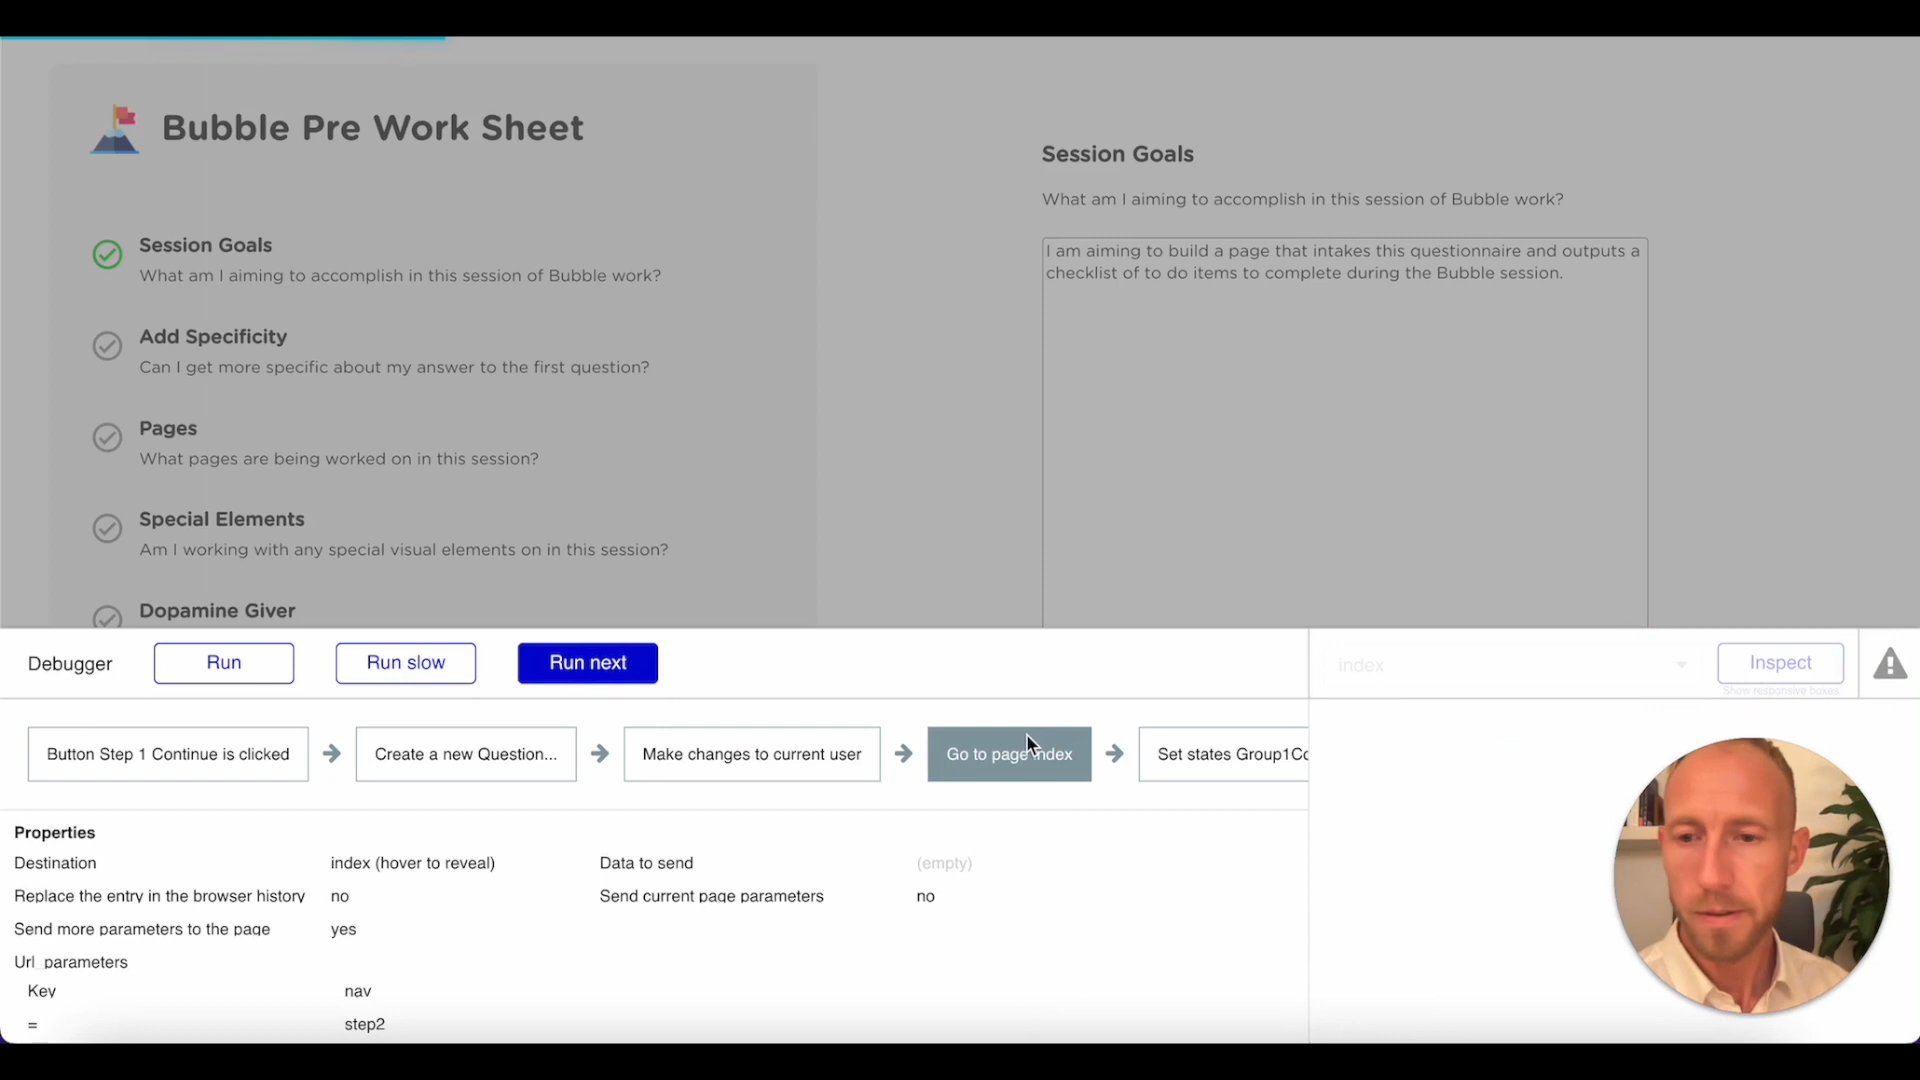 Bubble Pre Work Sheet
Session Goals
What am I aiming to accomplish in this session of Bubble work?
Add Specificity
Can I get more specific about my answer to the first question?
Pages
What pages are being worked on in this session?
Special Elements
Am I working with any special visual elements on in this session?
Dopamine Giver
Session Goals
What am I aiming to accomplish in this session of Bubble work?
I am aiming to build a page that intakes this questionnaire and outputs a
checklist of to do items to complete during the Bubble session.
Debugger
Run
Run slow
Run next
index
Inspect
Show responsive boxes
Button Step 1 Continue is clicked
Create a new Question...
Make changes to current user
Go to page index
Set states Group1Co
Properties
Destination index (hover to reveal) Data to send (empty)
Replace the entry in the browser history no Send current page parameters no
Send more parameters to the page yes
Url_parameters
Key nav
= step2